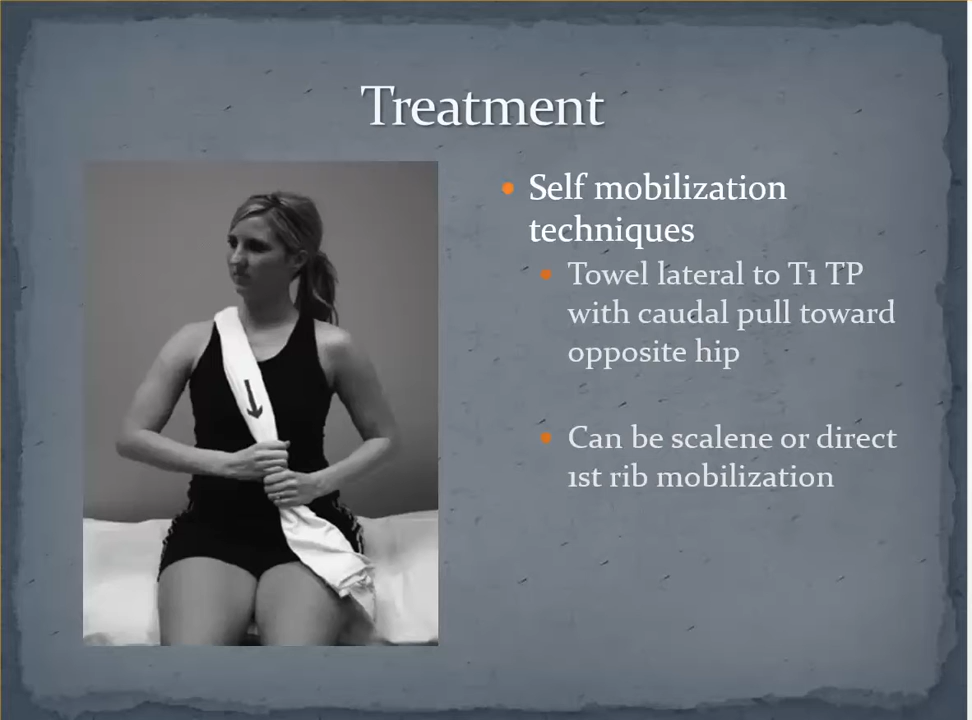 Treatment
Self mobilization
techniques
Towel lateral to T1 TP
with caudal pull toward
opposite hip
Can be scalene or direct
1st rib mobilization